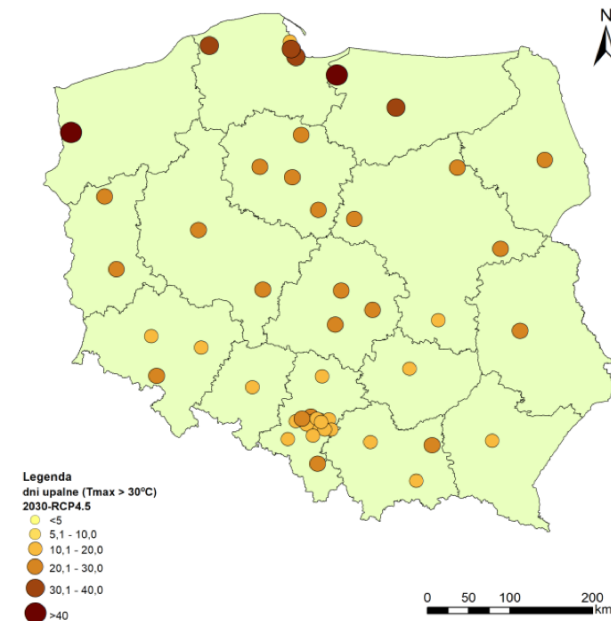 N
Legenda
dni upalne (Tmax > 30°C)
2030-RCP4.5
<5
5,1 - 10,0
10,1 - 20,0
20,1 - 30,0
30,1 - 40,0
>40
0 50 100 200
km